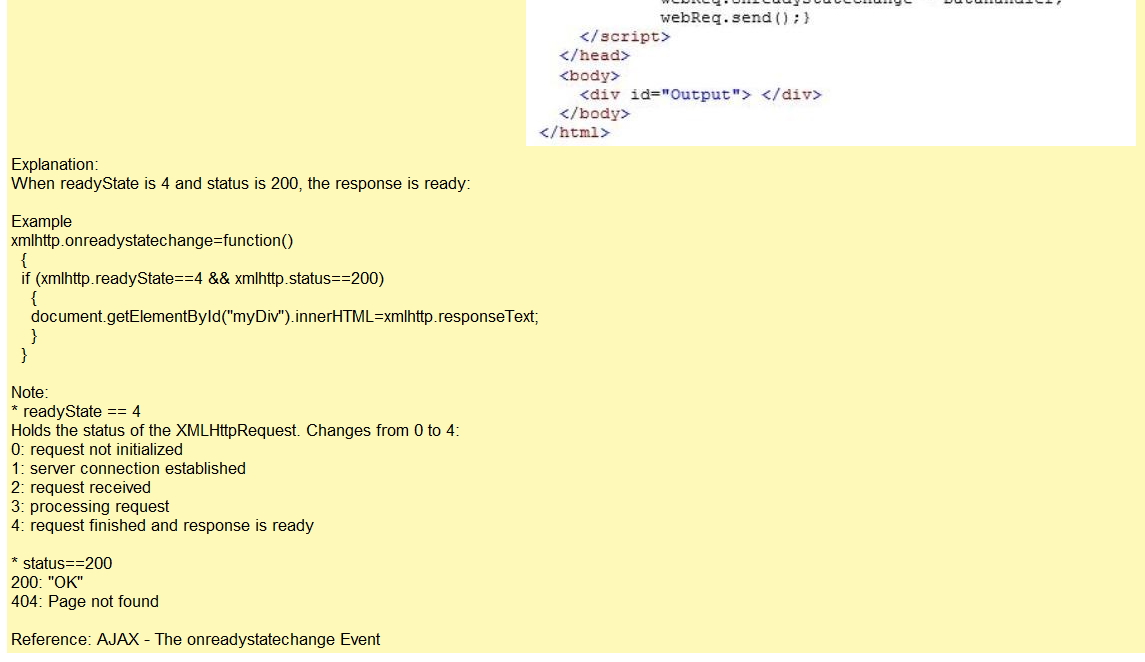 webReq.send();}
</script>
</head>
<body>
<div id="Output"> </div>
</body>
</html>
Explanation:
When readyState is 4 and status is 200, the response is ready:
Example
xmlhttp.onreadystatechange=function()
{
if (xmlhttp.readyState==4 && xmlhttp.status==200)
{
document.getElementById("myDiv").innerHTML=xmlhttp.responseText;
}
}
Note:
* readyState == 4
Holds the status of the XMLHttpRequest. Changes from 0 to 4:
0: request not initialized
1: server connection established
2: request received
3: processing request
4: request finished and response is ready
* status==200
200: "OK"
404: Page not found
Reference: AJAX - The onreadystatechange Event